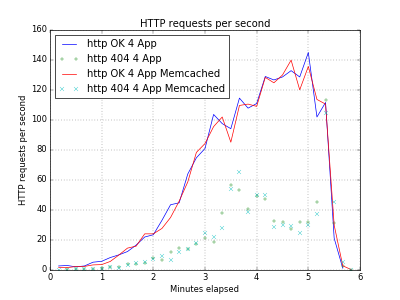 HTTP requests per second
160
140
120
100
80
60
40
20
0
HTTP requests per second
http OK 4 App
http 404 4 App
http OK 4 App Memcached
http 404 4 App Memcached
0 1 2 3 4 5 6
Minutes elapsed